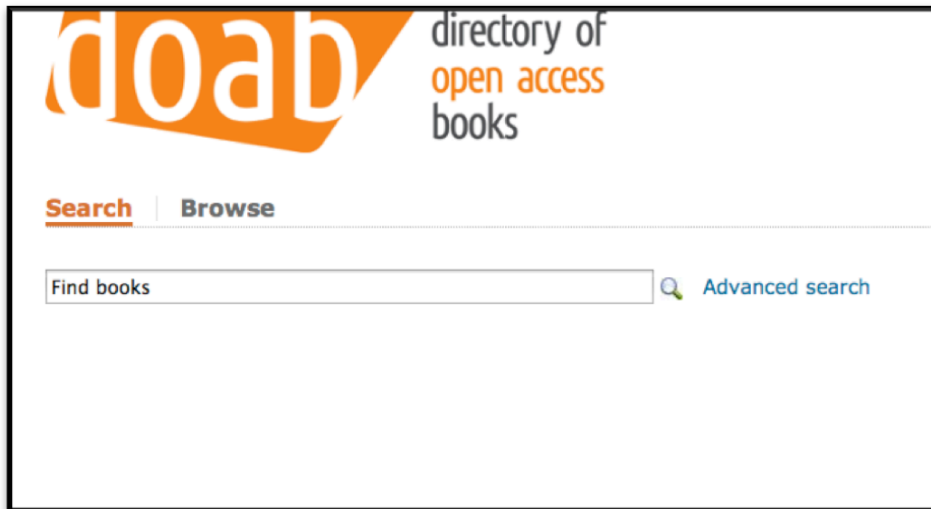 doab
directory of
open access
books
Search
Browse
Find books
Advanced search